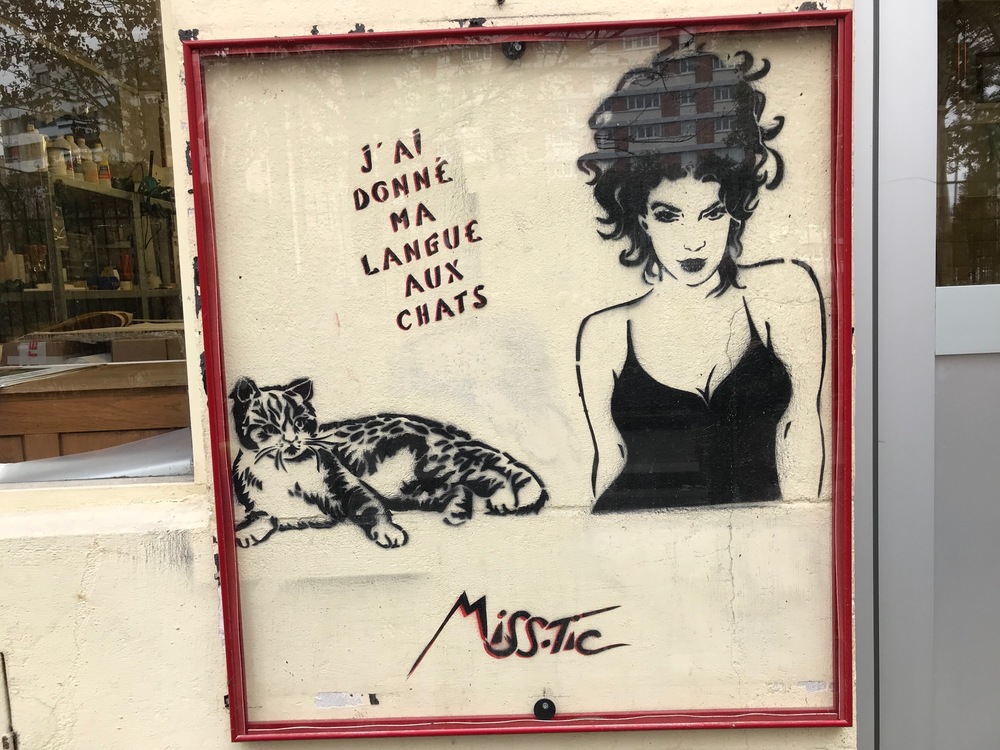 J'AI
DONNÉ
MA
LANGUE
AUX
CHATS
MISS.TIC